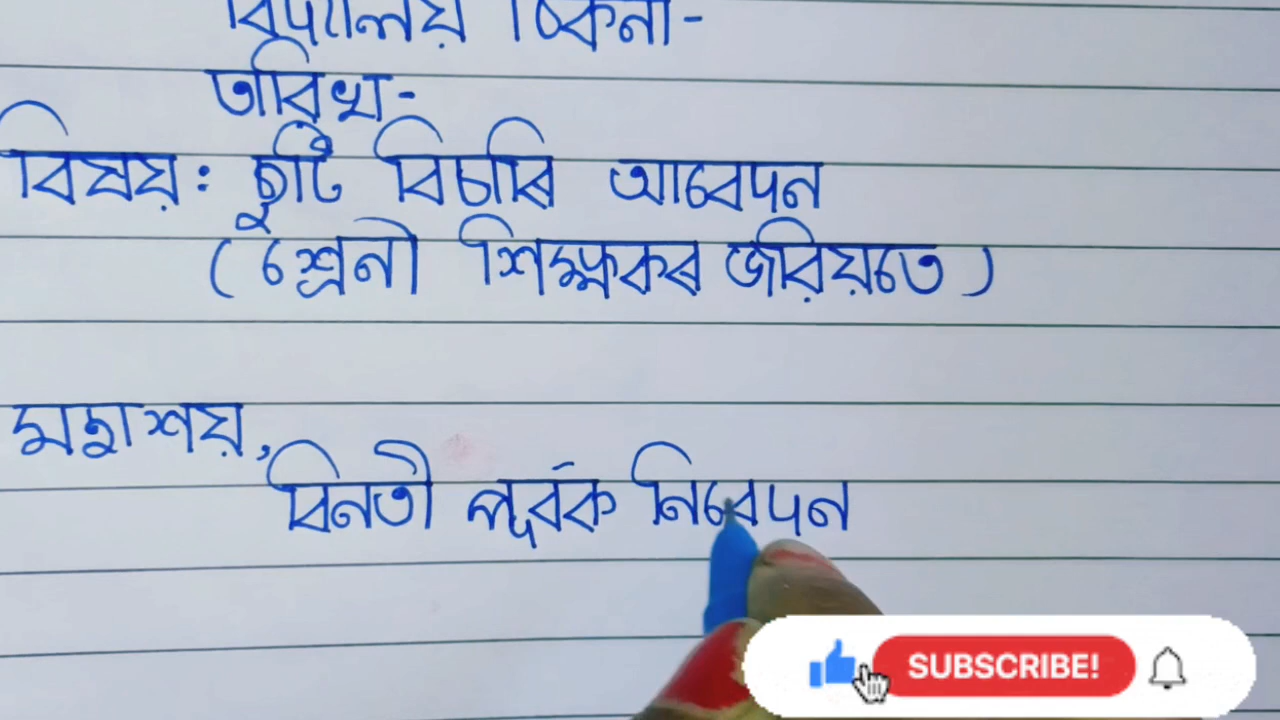 বিদ্যালয় ঠিকনা-
তাৰিখ-
বিষয়: ছুটি বিচাৰি আবেদন
(শ্রেনী শিক্ষকৰ জৰিয়তে)
মহাশয়,
বিনতী পূৰ্বক নিবেদন
SUBSCRIBE!